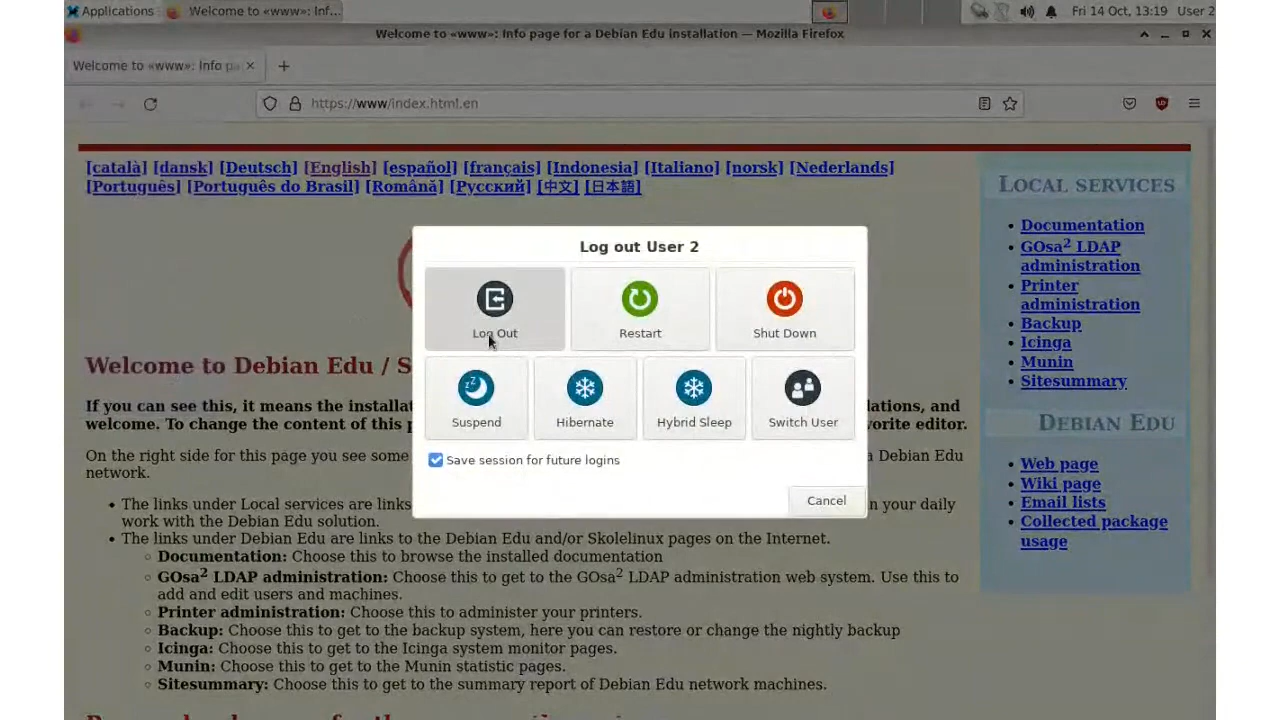 Applications
Welcome to «www»: Inf...
Fri 14 Oct, 13:19
User 2
Welcome to «www»: Info page for a Debian Edu installation — Mozilla Firefox
Welcome to «www»: Info pa
https://www/index.html.en
[català] [dansk] [Deutsch] [English] [español] [français] [Indonesia] [Italiano] [norsk] [Nederlands]
[Português] [Português do Brasil] [Română] [Русский] [中文] [日本語]
Welcome to Debian Edu / S
If you can see this, it means the installat
lations, and
welcome. To change the content of this p
vorite editor.
On the right side for this page you see some
a Debian Edu
network.
• The links under Local services are links
n your daily
work with the Debian Edu solution.
• The links under Debian Edu are links to the Debian Edu and/or Skolelinux pages on the Internet.
◦ Documentation: Choose this to browse the installed documentation
◦ GOsa² LDAP administration: Choose this to get to the GOsa² LDAP administration web system. Use this to
add and edit users and machines.
◦ Printer administration: Choose this to administer your printers.
◦ Backup: Choose this to get to the backup system, here you can restore or change the nightly backup
◦ Icinga: Choose this to get to the Icinga system monitor pages.
◦ Munin: Choose this to get to the Munin statistic pages.
◦ Sitesummary: Choose this to get to the summary report of Debian Edu network machines.
Local services
• Documentation
• GOsa² LDAP
administration
• Printer
administration
• Backup
• Icinga
• Munin
• Sitesummary
Debian Edu
• Web page
• Wiki page
• Email lists
• Collected package
usage
Log out User 2
Log Out
Restart
Shut Down
Suspend
Hibernate
Hybrid Sleep
Switch User
Save session for future logins
Cancel